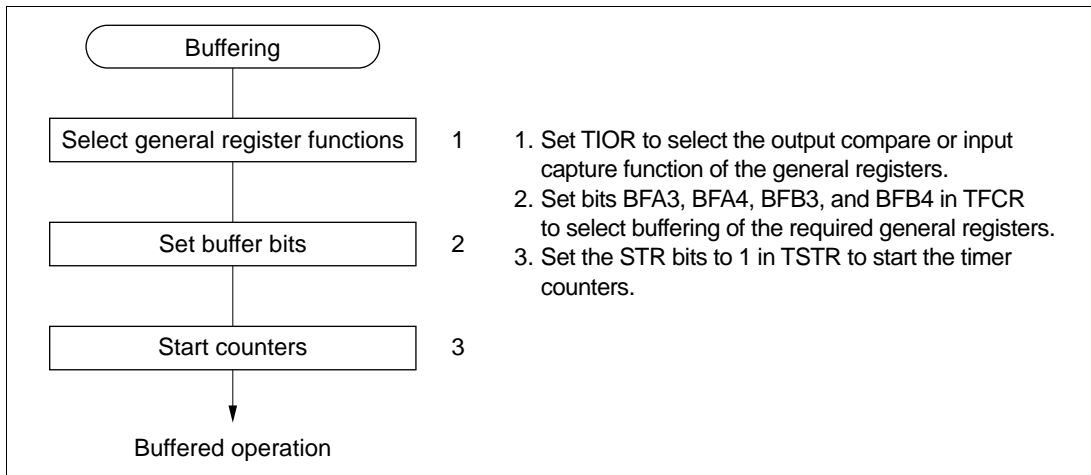 Buffering
Select general register functions
1
Set buffer bits
2
Start counters
3
Buffered operation
1. Set TIOR to select the output compare or input
capture function of the general registers.
2. Set bits BFA3, BFA4, BFB3, and BFB4 in TFCR
to select buffering of the required general registers.
3. Set the STR bits to 1 in TSTR to start the timer
counters.